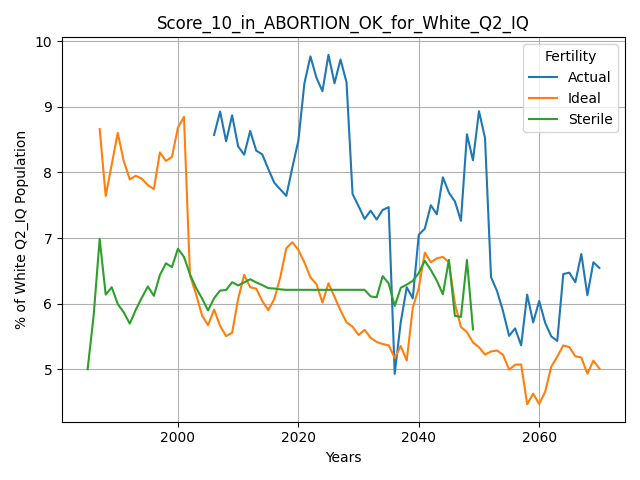 Score_10_in_ABORTION_OK_for_White_Q2_IQ
Fertility
Actual
Ideal
Sterile
% of White Q2_IQ Population
10
9
8
7
6
5
2000 2020 2040 2060
Years